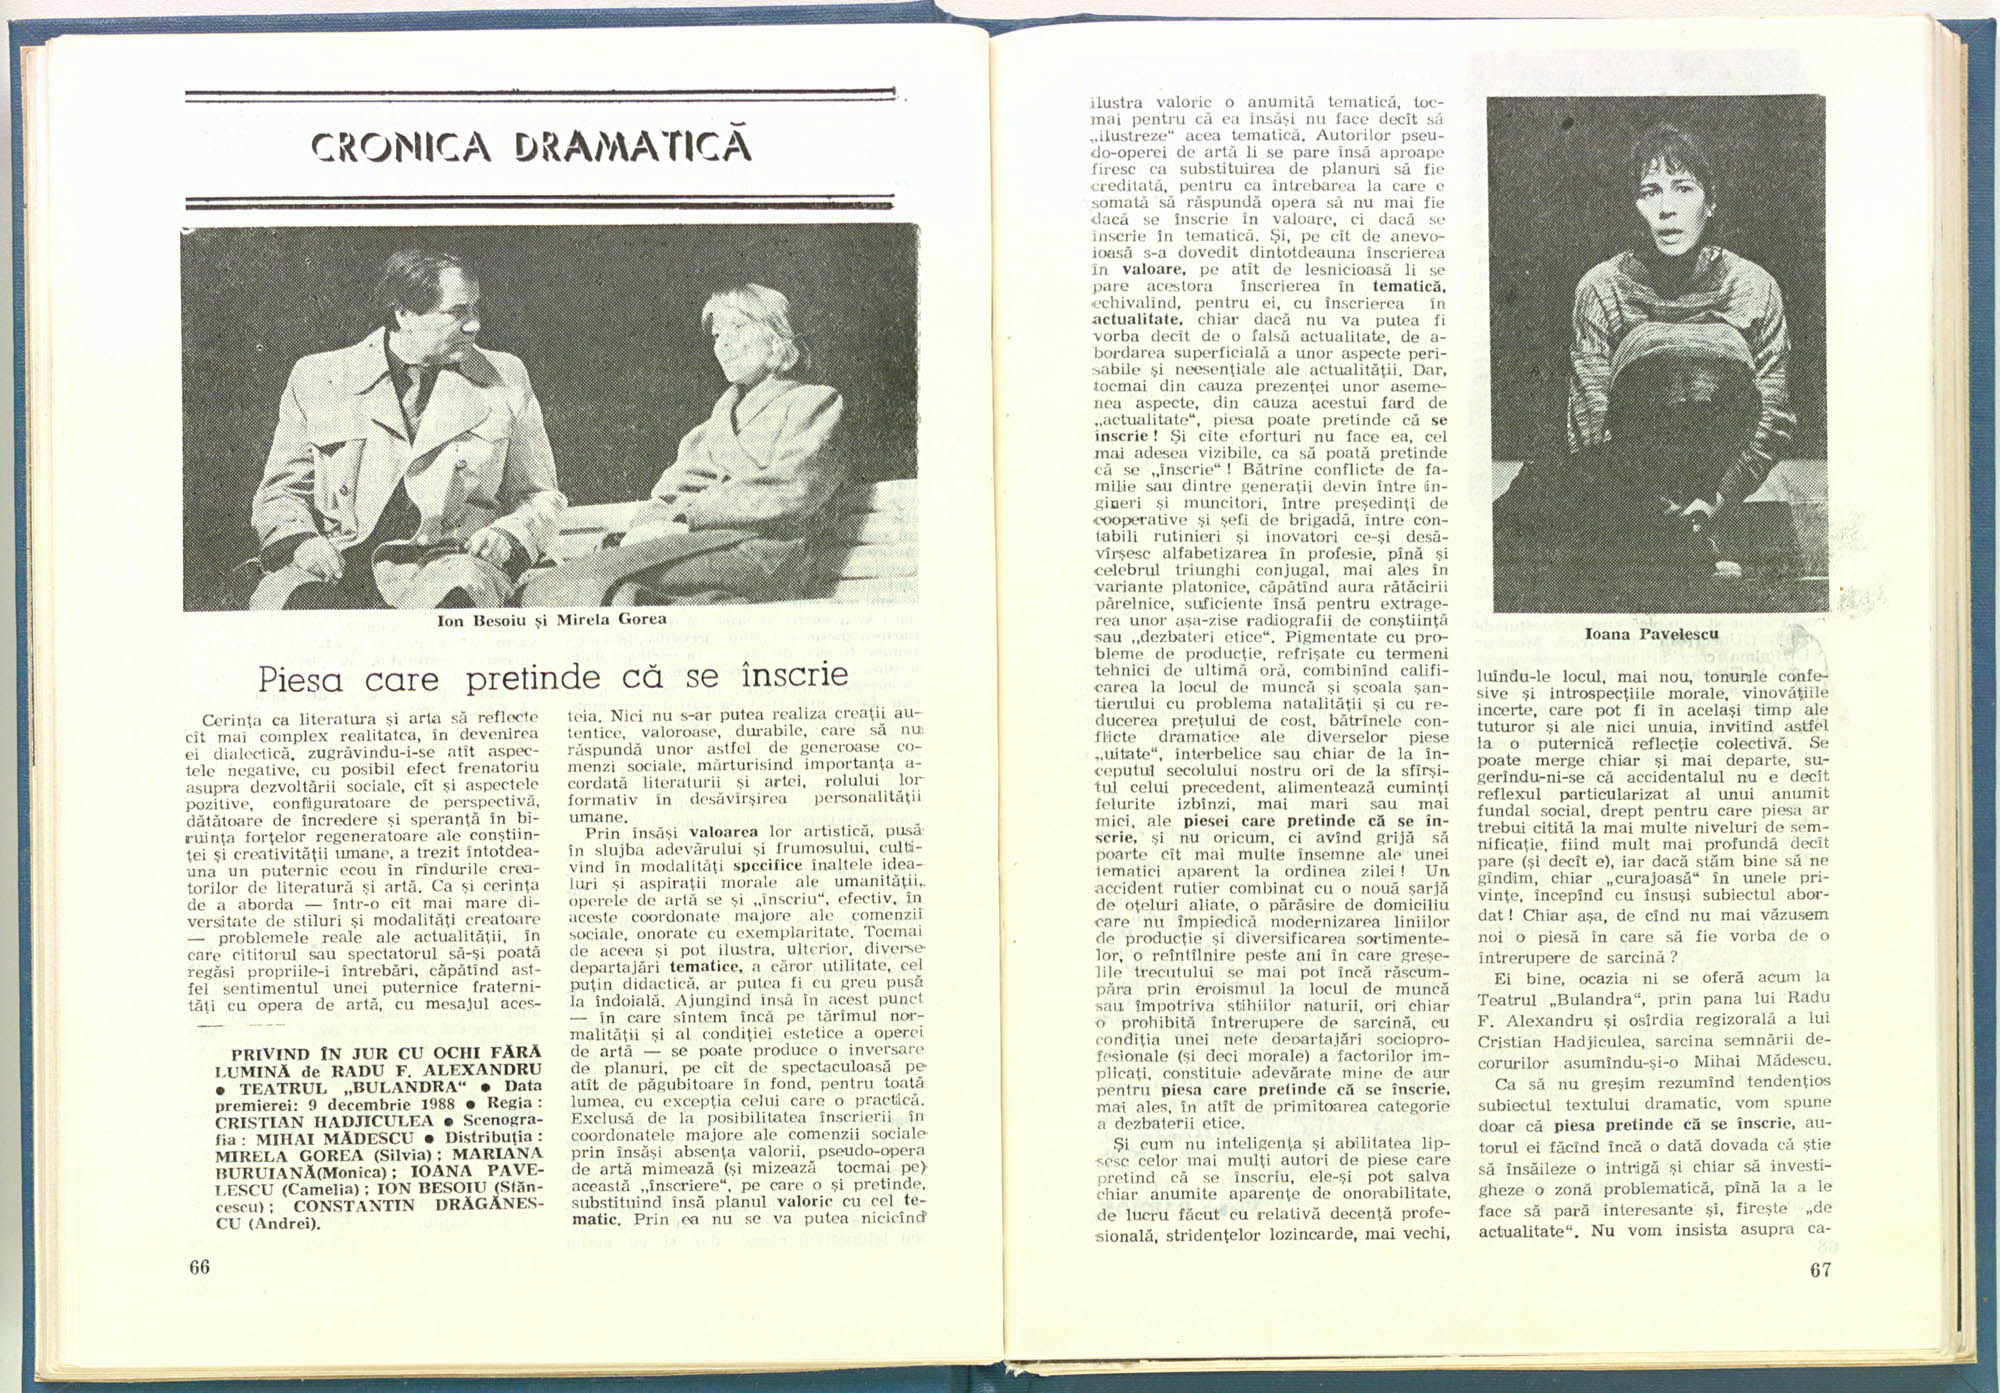 CRONICA DRAMATICĂ
Ion Besoiu și Mirela Gorea
Piesa care pretinde că se înscrie
Cerința ca literatura și arta să reflecte
cît mai complex realitatea, în devenirea
ei dialectică, zugrăvindu-i-se atît aspec-
tele negative, cu posibil efect frenatoriu
asupra dezvoltării sociale, cît și aspectele
pozitive, configuratoare de perspectivă,
dătătoare de încredere și speranță în bi-
ruința forțelor regeneratoare ale conștiin-
ței și creativității umane, a trezit întotdea-
una un puternic ecou în rîndurile crea-
torilor de literatură și artă. Ca și cerința
de a aborda — într-o cît mai mare di-
versitate de stiluri și modalități creatoare
— problemele reale ale actualității, în
care cititorul sau spectatorul să-și poată
regăsi propriile-i întrebări, căpătînd ast-
fel sentimentul unei puternice fraterni-
tăți cu opera de artă, cu mesajul aces-
PRIVIND ÎN JUR CU OCHI FĂRĂ
LUMINĂ de RADU F. ALEXANDRU
● TEATRUL „BULANDRA“ ● Data
premierei: 9 decembrie 1988 ● Regia :
CRISTIAN HADJICULEA ● Scenogra-
fia : MIHAI MĂDESCU ● Distribuția :
MIRELA GOREA (Silvia) ; MARIANA
BURUIANĂ(Monica) ; IOANA PAVE-
LESCU (Camelia) ; ION BESOIU (Stăn-
cescu) ; CONSTANTIN DRĂGĂNES-
CU (Andrei).
teia. Nici nu s-ar putea realiza creații au-
tentice, valoroase, durabile, care să nu
răspundă unor astfel de generoase co-
menzi sociale, mărturisind importanța a-
cordată literaturii și artei, rolului lor
formativ în desăvîrșirea personalității
umane.
Prin însăși valoarea lor artistică, pusă
în slujba adevărului și frumosului, culti-
vînd în modalități specifice înaltele idea-
luri și aspirații morale ale umanității,
operele de artă se și „înscriu“, efectiv, în
aceste coordonate majore ale comenzii
sociale, onorate cu exemplaritate. Tocmai
de aceea și pot ilustra, ulterior, diverse
departajări tematice, a căror utilitate, cel
puțin didactică, ar putea fi cu greu pusă
la îndoială. Ajungînd însă în acest punct
— în care sîntem încă pe tărîmul nor-
malității și al condiției estetice a operei
de artă — se poate produce o inversare
de planuri, pe cît de spectaculoasă pe
atît de păgubitoare în fond, pentru toată
lumea, cu excepția celui care o practică.
Exclusă de la posibilitatea înscrierii în
coordonatele majore ale comenzii sociale
prin însăși absența valorii, pseudo-opera
de artă mimează (și mizează tocmai pe)
această „înscriere“, pe care o și pretinde,
substituind însă planul valoric cu cel te-
matic. Prin ea nu se va putea nicicînd
66
ilustra valoric o anumită tematică, toc-
mai pentru că ea însăși nu face decît să
„ilustreze“ acea tematică. Autorilor pseu-
do-operei de artă li se pare însă aproape
firesc ca substituirea de planuri să fie
creditată, pentru ca întrebarea la care e
somată să răspundă opera să nu mai fie
dacă se înscrie în valoare, ci dacă se
înscrie în tematică. Și, pe cît de anevo-
ioasă s-a dovedit dintotdeauna înscrierea
în valoare, pe atît de lesnicioasă li se
pare acestora înscrierea în tematică,
echivalînd, pentru ei, cu înscrierea în
actualitate, chiar dacă nu va putea fi
vorba decît de o falsă actualitate, de a-
bordarea superficială a unor aspecte peri-
sabile și neesențiale ale actualității. Dar,
tocmai din cauza prezenței unor aseme-
nea aspecte, din cauza acestui fard de
„actualitate“, piesa poate pretinde că se
înscrie ! Și cîte eforturi nu face ea, cel
mai adesea vizibile, ca să poată pretinde
că se „înscrie“ ! Bătrîne conflicte de fa-
milie sau dintre generații devin între in-
gineri și muncitori, între președinți de
cooperative și șefi de brigadă, între con-
tabili rutinieri și inovatori ce-și desă-
vîrșesc alfabetizarea în profesie, pînă și
celebrul triunghi conjugal, mai ales în
variante platonice, căpătînd aura rătăcirii
părelnice, suficiente însă pentru extrage-
rea unor așa-zise radiografii de conștiință
sau „dezbateri etice“. Pigmentate cu pro-
bleme de producție, refrișate cu termeni
tehnici de ultimă oră, combinînd califi-
carea la locul de muncă și școala șan-
tierului cu problema natalității și cu re-
ducerea prețului de cost, bătrînele con-
flicte dramatice ale diverselor piese
„uitate“, interbelice sau chiar de la în-
ceputul secolului nostru ori de la sfîrși-
tul celui precedent, alimentează cuminți
felurite izbînzi, mai mari sau mai
mici, ale piesei care pretinde că se în-
scrie, și nu oricum, ci avînd grijă să
poarte cît mai multe însemne ale unei
tematici aparent la ordinea zilei ! Un
accident rutier combinat cu o nouă șarjă
de oțeluri aliate, o părăsire de domiciliu
care nu împiedică modernizarea liniilor
de producție și diversificarea sortimente-
lor, o reîntîlnire peste ani în care greșe-
lile trecutului se mai pot încă răscum-
păra prin eroismul la locul de muncă
sau împotriva stihiilor naturii, ori chiar
o prohibită întrerupere de sarcină, cu
condiția unei nete departajări sociopro-
fesionale (și deci morale) a factorilor im-
plicați, constituie adevărate mine de aur
pentru piesa care pretinde că se înscrie,
mai ales, în atît de primitoarea categorie
a dezbaterii etice.
Și cum nu inteligența și abilitatea lip-
sesc celor mai mulți autori de piese care
pretind că se înscriu, ele-și pot salva
chiar anumite aparențe de onorabilitate,
de lucru făcut cu relativă decență profe-
sională, stridențelor lozincarde, mai vechi,
Ioana Pavelescu
luindu-le locul, mai nou, tonurile confe-
sive și introspecțiile morale, vinovățiile
incerte, care pot fi în același timp ale
tuturor și ale nici unuia, invitînd astfel
la o puternică reflecție colectivă. Se
poate merge chiar și mai departe, su-
gerîndu-ni-se că accidentalul nu e decît
reflexul particularizat al unui anumit
fundal social, drept pentru care piesa ar
trebui citită la mai multe niveluri de sem-
nificație, fiind mult mai profundă decît
pare (și decît e), iar dacă stăm bine să ne
gîndim, chiar „curajoasă“ în unele pri-
vințe, începînd cu însuși subiectul abor-
dat ! Chiar așa, de cînd nu mai văzusem
noi o piesă în care să fie vorba de o
întrerupere de sarcină ?
Ei bine, ocazia ni se oferă acum la
Teatrul „Bulandra“, prin pana lui Radu
F. Alexandru și osîrdia regizorală a lui
Cristian Hadjiculea, sarcina semnării de-
corurilor asumîndu-și-o Mihai Mădescu.
Ca să nu greșim rezumînd tendențios
subiectul textului dramatic, vom spune
doar că piesa pretinde că se înscrie, au-
torul ei făcînd încă o dată dovada că știe
să însăileze o intrigă și chiar să investi-
gheze o zonă problematică, pînă la a le
face să pară interesante și, firește „de
actualitate“. Nu vom insista asupra ca-
67